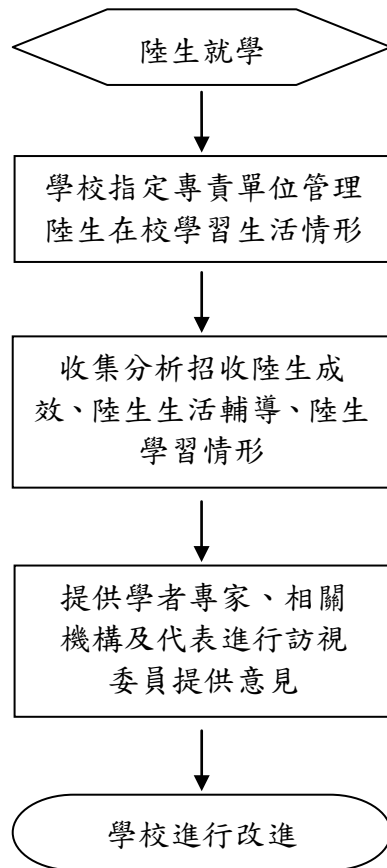 陸生就學
學校指定專責單位管理
陸生在校學習生活情形
收集分析招收陸生成
效、陸生生活輔導、陸生
學習情形
提供學者專家、相關
機構及代表進行訪視
委員提供意見
學校進行改進